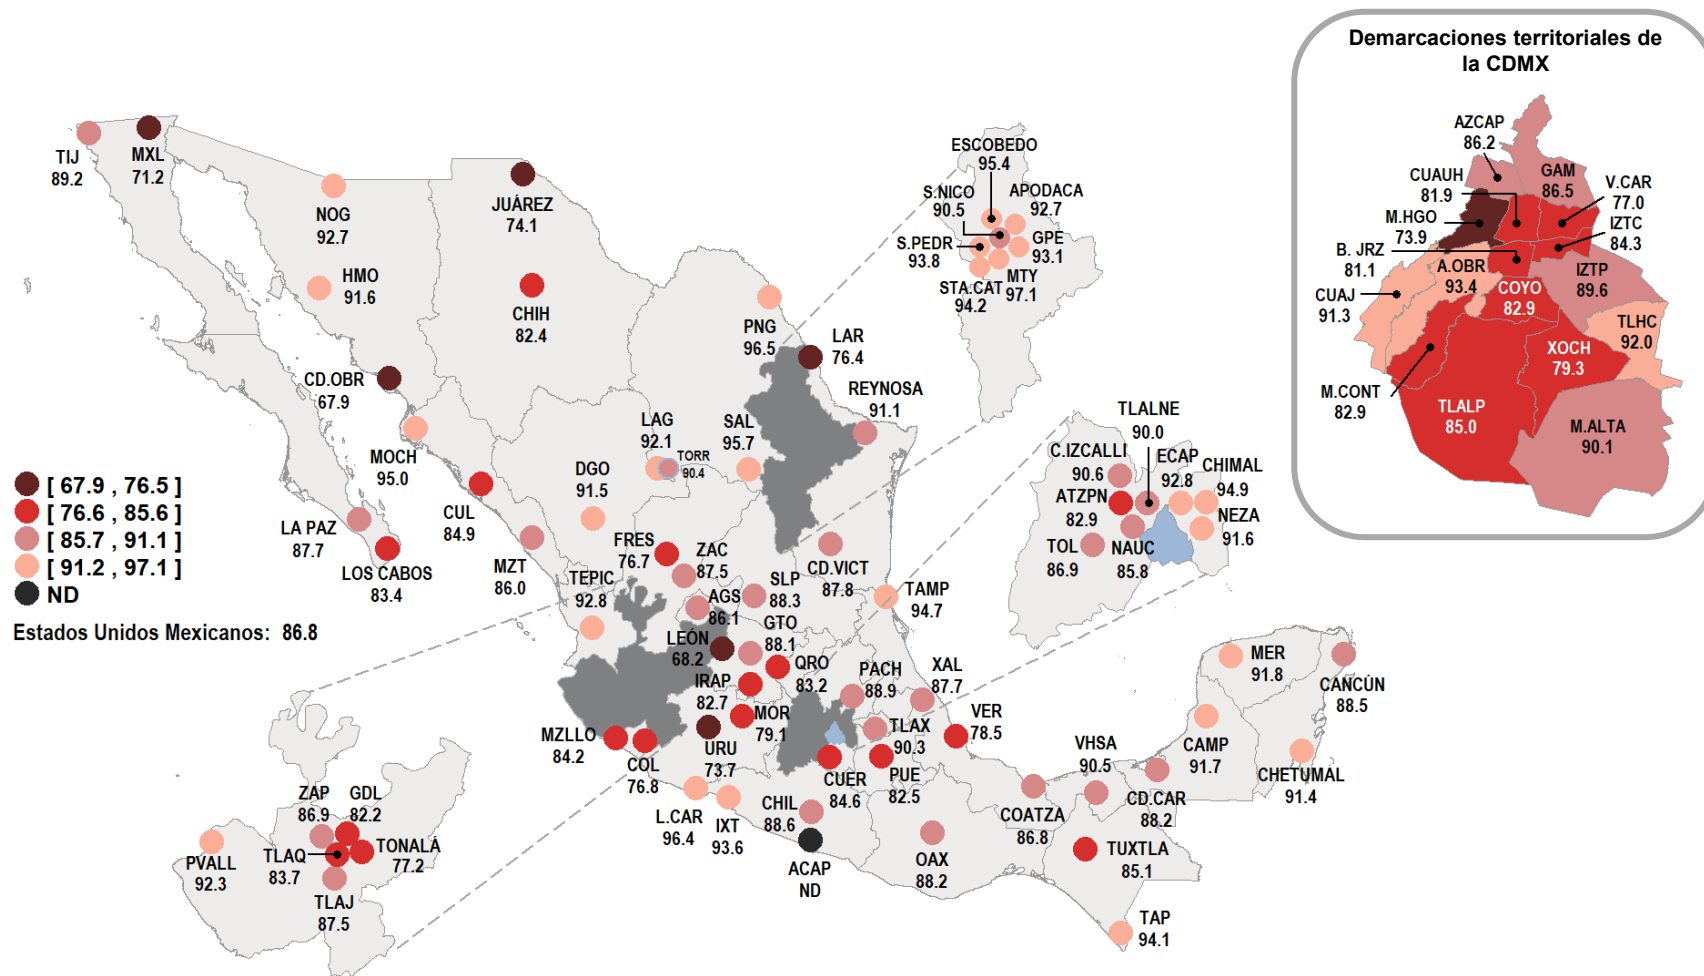 Demarcaciones territoriales de
la CDMX
AZCAP
86.2
CUAUH
81.9
GAM
86.5
V.CAR
77.0
M.HGO
73.9
IZTC
84.3
B. JRZ
81.1
A.OBR
93.4
IZTP
89.6
CUAJ
91.3
COYO
82.9
TLHC
92.0
XOCH
79.3
M.CONT
82.9
TLALP
85.0
M.ALTA
90.1
TIJ
89.2
MXL
71.2
NOG
92.7
HMO
91.6
JUÁREZ
74.1
CHIH
82.4
CD.OBR
67.9
MOCH
95.0
CUL
84.9
LA PAZ
87.7
LOS CABOS
83.4
MZT
86.0
DGO
91.5
LAG
92.1
TORR
90.4
SAL
95.7
PNG
96.5
LAR
76.4
REYNOSA
91.1
ESCOBEDO
95.4
S.NICO
90.5
APODACA
92.7
S.PEDR
93.8
GPE
93.1
STA.CAT
94.2
MTY
97.1
TLALNE
90.0
C.IZCALLI
90.6
ECAP
92.8
CHIMAL
94.9
ATZPN
82.9
NEZA
91.6
TOL
86.9
NAUC
85.8
[ 67.9 , 76.5 ]
[ 76.6 , 85.6 ]
[ 85.7 , 91.1 ]
[ 91.2 , 97.1 ]
ND
Estados Unidos Mexicanos: 86.8
FRES
76.7
ZAC
87.5
TEPIC
92.8
AGS
86.1
SLP
88.3
CD.VICT
87.8
TAMP
94.7
LEÓN
68.2
GTO
88.1
IRAP
82.7
QRO
83.2
PACH
88.9
XAL
87.7
MZLLO
84.2
COL
76.8
URU
73.7
MOR
79.1
TLAX
90.3
VER
78.5
CUER
84.6
PUE
82.5
L.CAR
96.4
IXT
93.6
CHIL
88.6
ACAP
ND
OAX
88.2
COATZA
86.8
VHSA
90.5
CD.CAR
88.2
TUXTLA
85.1
TAP
94.1
MER
91.8
CANCÚN
88.5
CAMP
91.7
CHETUMAL
91.4
ZAP
86.9
GDL
82.2
PVALL
92.3
TLAQ
83.7
TONALÁ
77.2
TLAJ
87.5